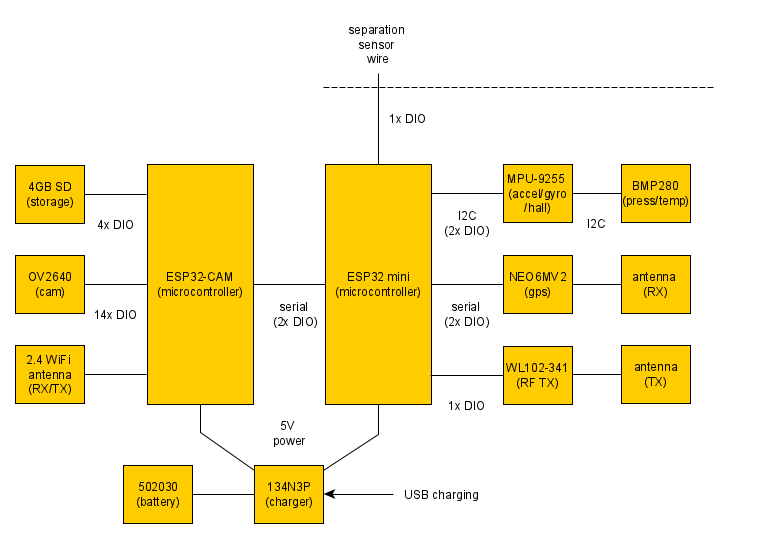 separation
sensor
wire
1x DIO
4GB SD
(storage)
4x DIO
OV2640
(cam)
14x DIO
2.4 WiFi
antenna
(RX/TX)
ESP32-CAM
(microcontroller)
serial
(2x DIO)
ESP32 mini
(microcontroller)
I2C
(2x DIO)
MPU-9255
(accel/gyro
/hall)
I2C
BMP280
(press/temp)
serial
(2x DIO)
NEO6MV2
(gps)
antenna
(RX)
1x DIO
WL102-341
(RF TX)
antenna
(TX)
5V
power
502030
(battery)
134N3P
(charger)
USB charging